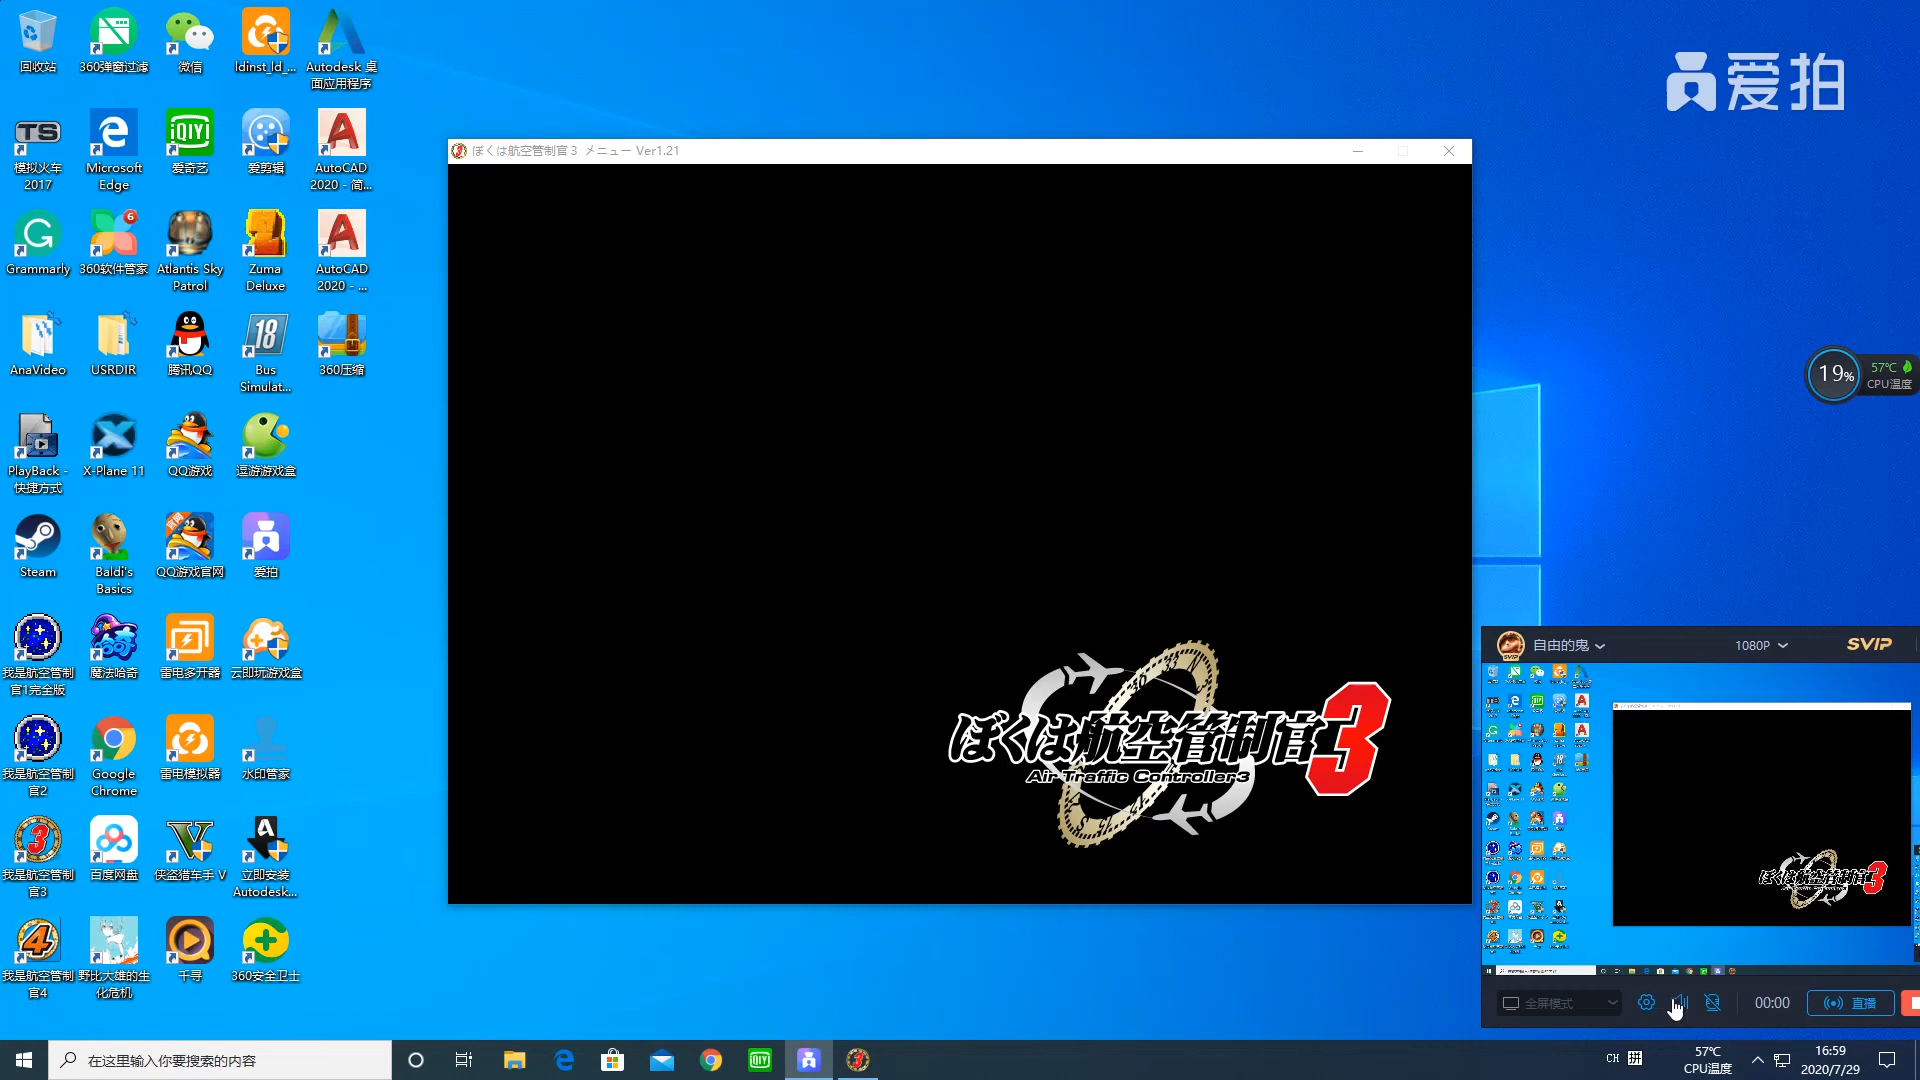 回收站
360弹窗过滤
微信
ldinst_ld_...
Autodesk 桌
面应用程序
模拟火车
2017
Microsoft
Edge
爱奇艺
爱剪辑
AutoCAD
2020 - 简...
Grammarly
360软件管家
6
Atlantis Sky
Patrol
Zuma
Deluxe
AutoCAD
2020 - ...
AnaVideo
USRDIR
腾讯QQ
Bus
Simulat...
360压缩
PlayBack -
快捷方式
X-Plane 11
QQ游戏
逗游游戏盒
Steam
Baldi's
Basics
QQ游戏官网
爱拍
我是航空管制
官1完全版
魔法哈奇
雷电多开器
云即玩游戏盒
我是航空管制
官2
Google
Chrome
雷电模拟器
水印管家
我是航空管制
官3
百度网盘
侠盗猎车手 V
立即安装
Autodesk...
我是航空管制
官4
野比大雄的生
化危机
千寻
360安全卫士
ぼくは航空管制官3 メニュー Ver1.21
ぼくは航空管制官3
Air Traffic Controller3
爱拍
19%
57℃
CPU温度
自由的鬼
1080P
SVIP
全屏模式
00:00
直播
在这里输入你要搜索的内容
CH 拼
57℃
CPU温度
16:59
2020/7/29